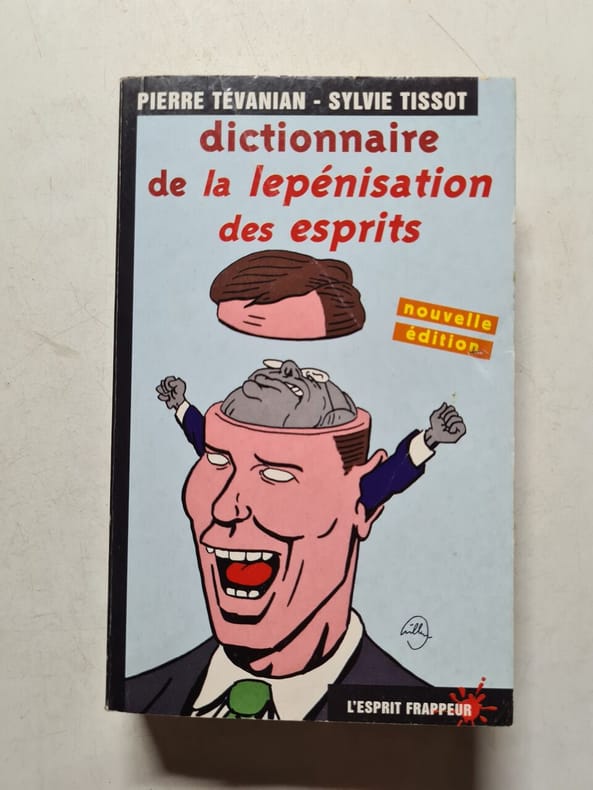 PIERRE TÉVANIAN - SYLVIE TISSOT
dictionnaire
de la lepénisation
des esprits
nouvelle
édition
L'ESPRIT FRAPPEUR